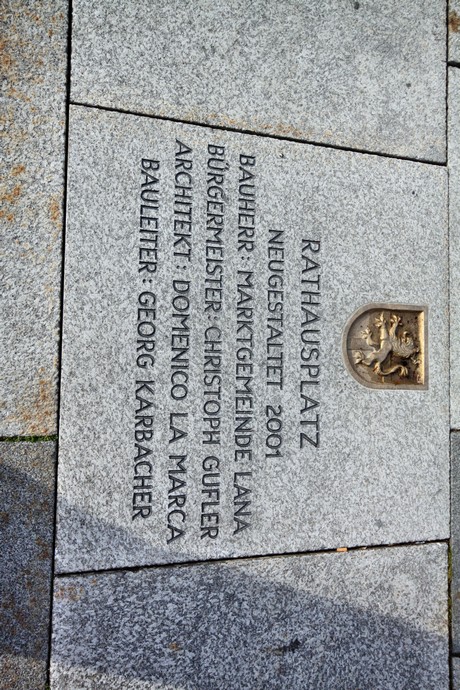 RATHAUSPLATZ
NEUGESTALTET 2001
BAUHERR: MARKTGEMEINDE LANA
BÜRGERMEISTER: CHRISTOPH GUFLER
ARCHITEKT: DOMENICO LA MARCA
BAULEITER: GEORG KARBACHER